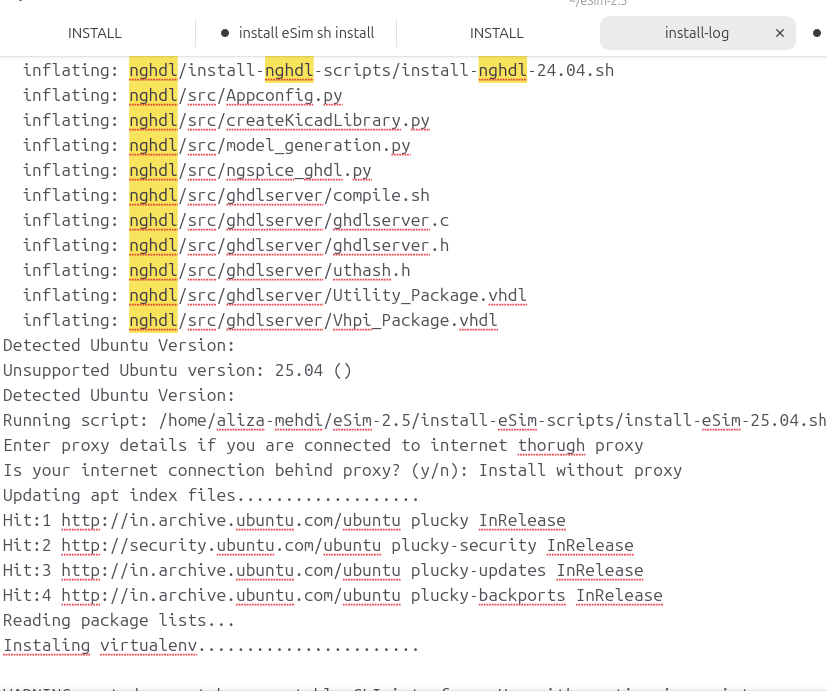 ~/eSim-2.5
INSTALL
install eSim sh install
INSTALL
install-log
inflating: nghdl/install-nghdl-scripts/install-nghdl-24.04.sh
inflating: nghdl/src/Appconfig.py
inflating: nghdl/src/createKicadLibrary.py
inflating: nghdl/src/model_generation.py
inflating: nghdl/src/ngspice_ghdl.py
inflating: nghdl/src/ghdlserver/compile.sh
inflating: nghdl/src/ghdlserver/ghdlserver.c
inflating: nghdl/src/ghdlserver/ghdlserver.h
inflating: nghdl/src/ghdlserver/uthash.h
inflating: nghdl/src/ghdlserver/Utility_Package.vhdl
inflating: nghdl/src/ghdlserver/Vhpi_Package.vhdl
Detected Ubuntu Version:
Unsupported Ubuntu version: 25.04 ()
Detected Ubuntu Version:
Running script: /home/aliza-mehdi/eSim-2.5/install-eSim-scripts/install-eSim-25.04.sh
Enter proxy details if you are connected to internet thorugh proxy
Is your internet connection behind proxy? (y/n): Install without proxy
Updating apt index files...................
Hit:1 http://in.archive.ubuntu.com/ubuntu plucky InRelease
Hit:2 http://security.ubuntu.com/ubuntu plucky-security InRelease
Hit:3 http://in.archive.ubuntu.com/ubuntu plucky-updates InRelease
Hit:4 http://in.archive.ubuntu.com/ubuntu plucky-backports InRelease
Reading package lists...
Instaling virtualenv.......................